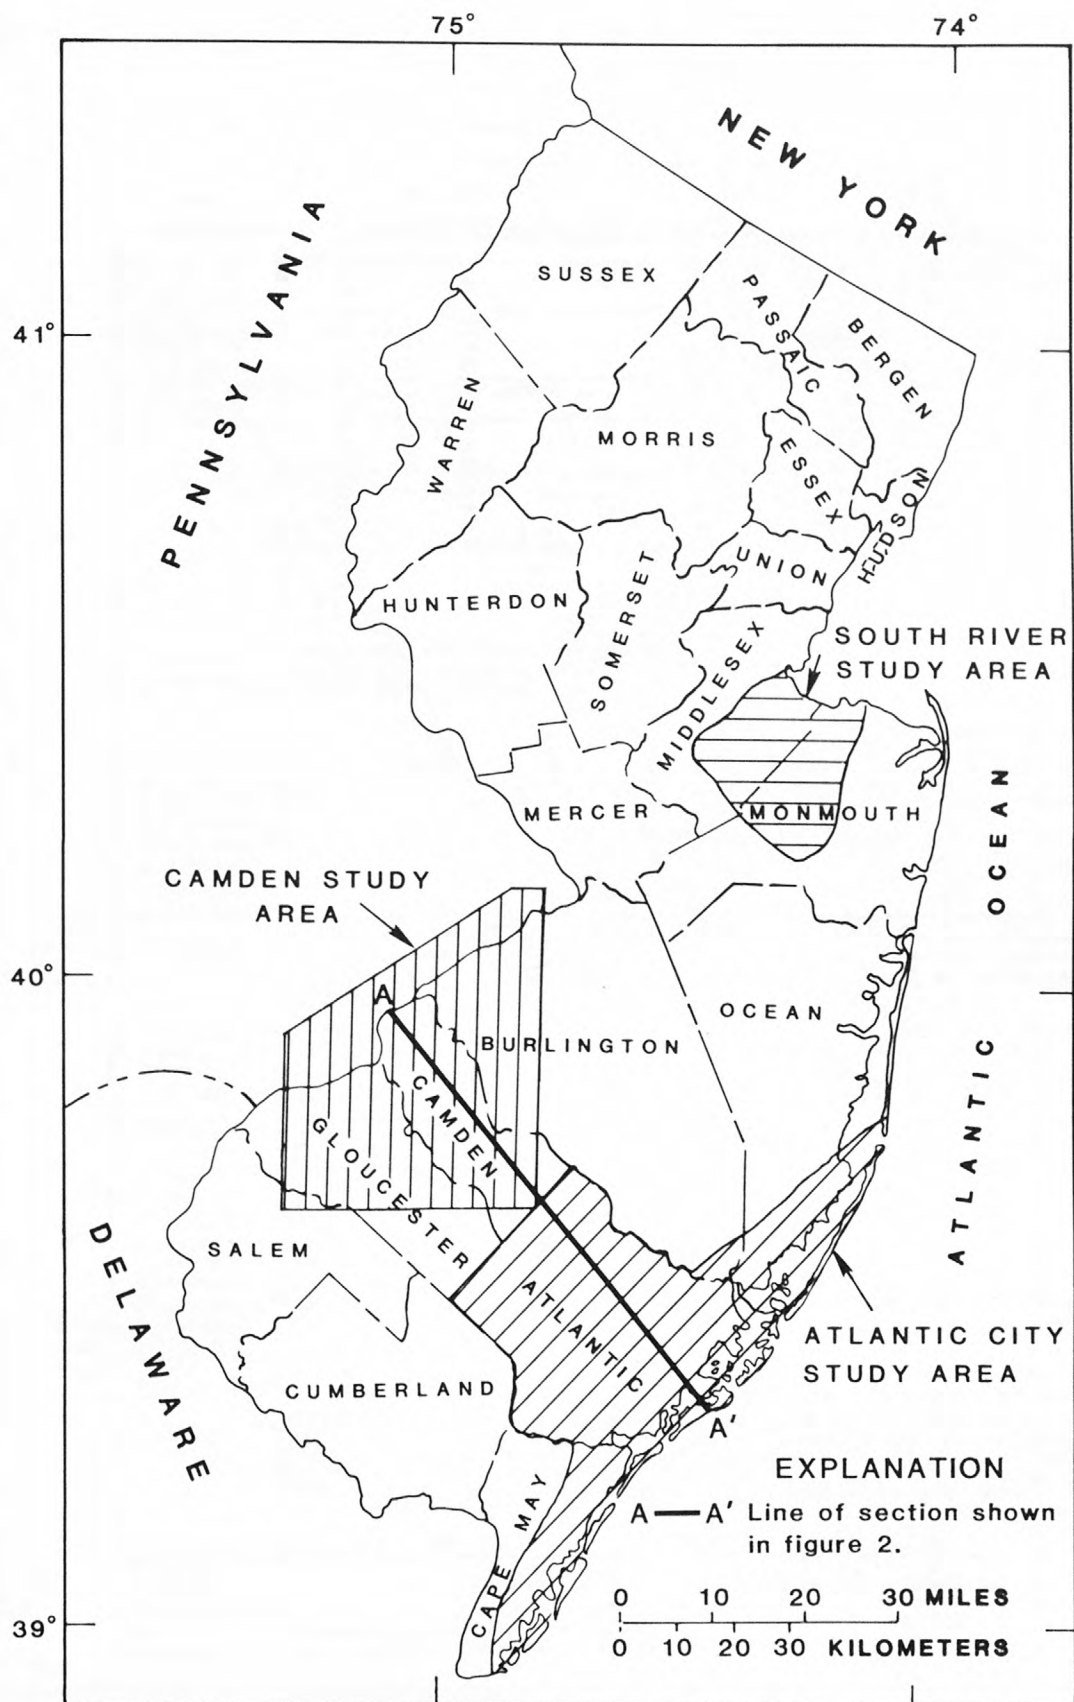 75°
74°
NEW YORK
PENNSYLVANIA
SUSSEX
PASSAIC
BERGEN
41°
WARREN
MORRIS
ESSEX
HUDSON
UNION
HUNTERDON
SOMERSET
MIDDLESEX
SOUTH RIVER
STUDY AREA
MERCER
MONMOUTH
ATLANTIC OCEAN
CAMDEN STUDY
AREA
40°
A
OCEAN
BURLINGTON
CAMDEN
GLOUCESTER
DELAWARE
SALEM
ATLANTIC
ATLANTIC CITY
STUDY AREA
CUMBERLAND
A'
CAPE MAY
EXPLANATION
A — A' Line of section shown
in figure 2.
0 10 20 30 MILES
0 10 20 30 KILOMETERS
39°